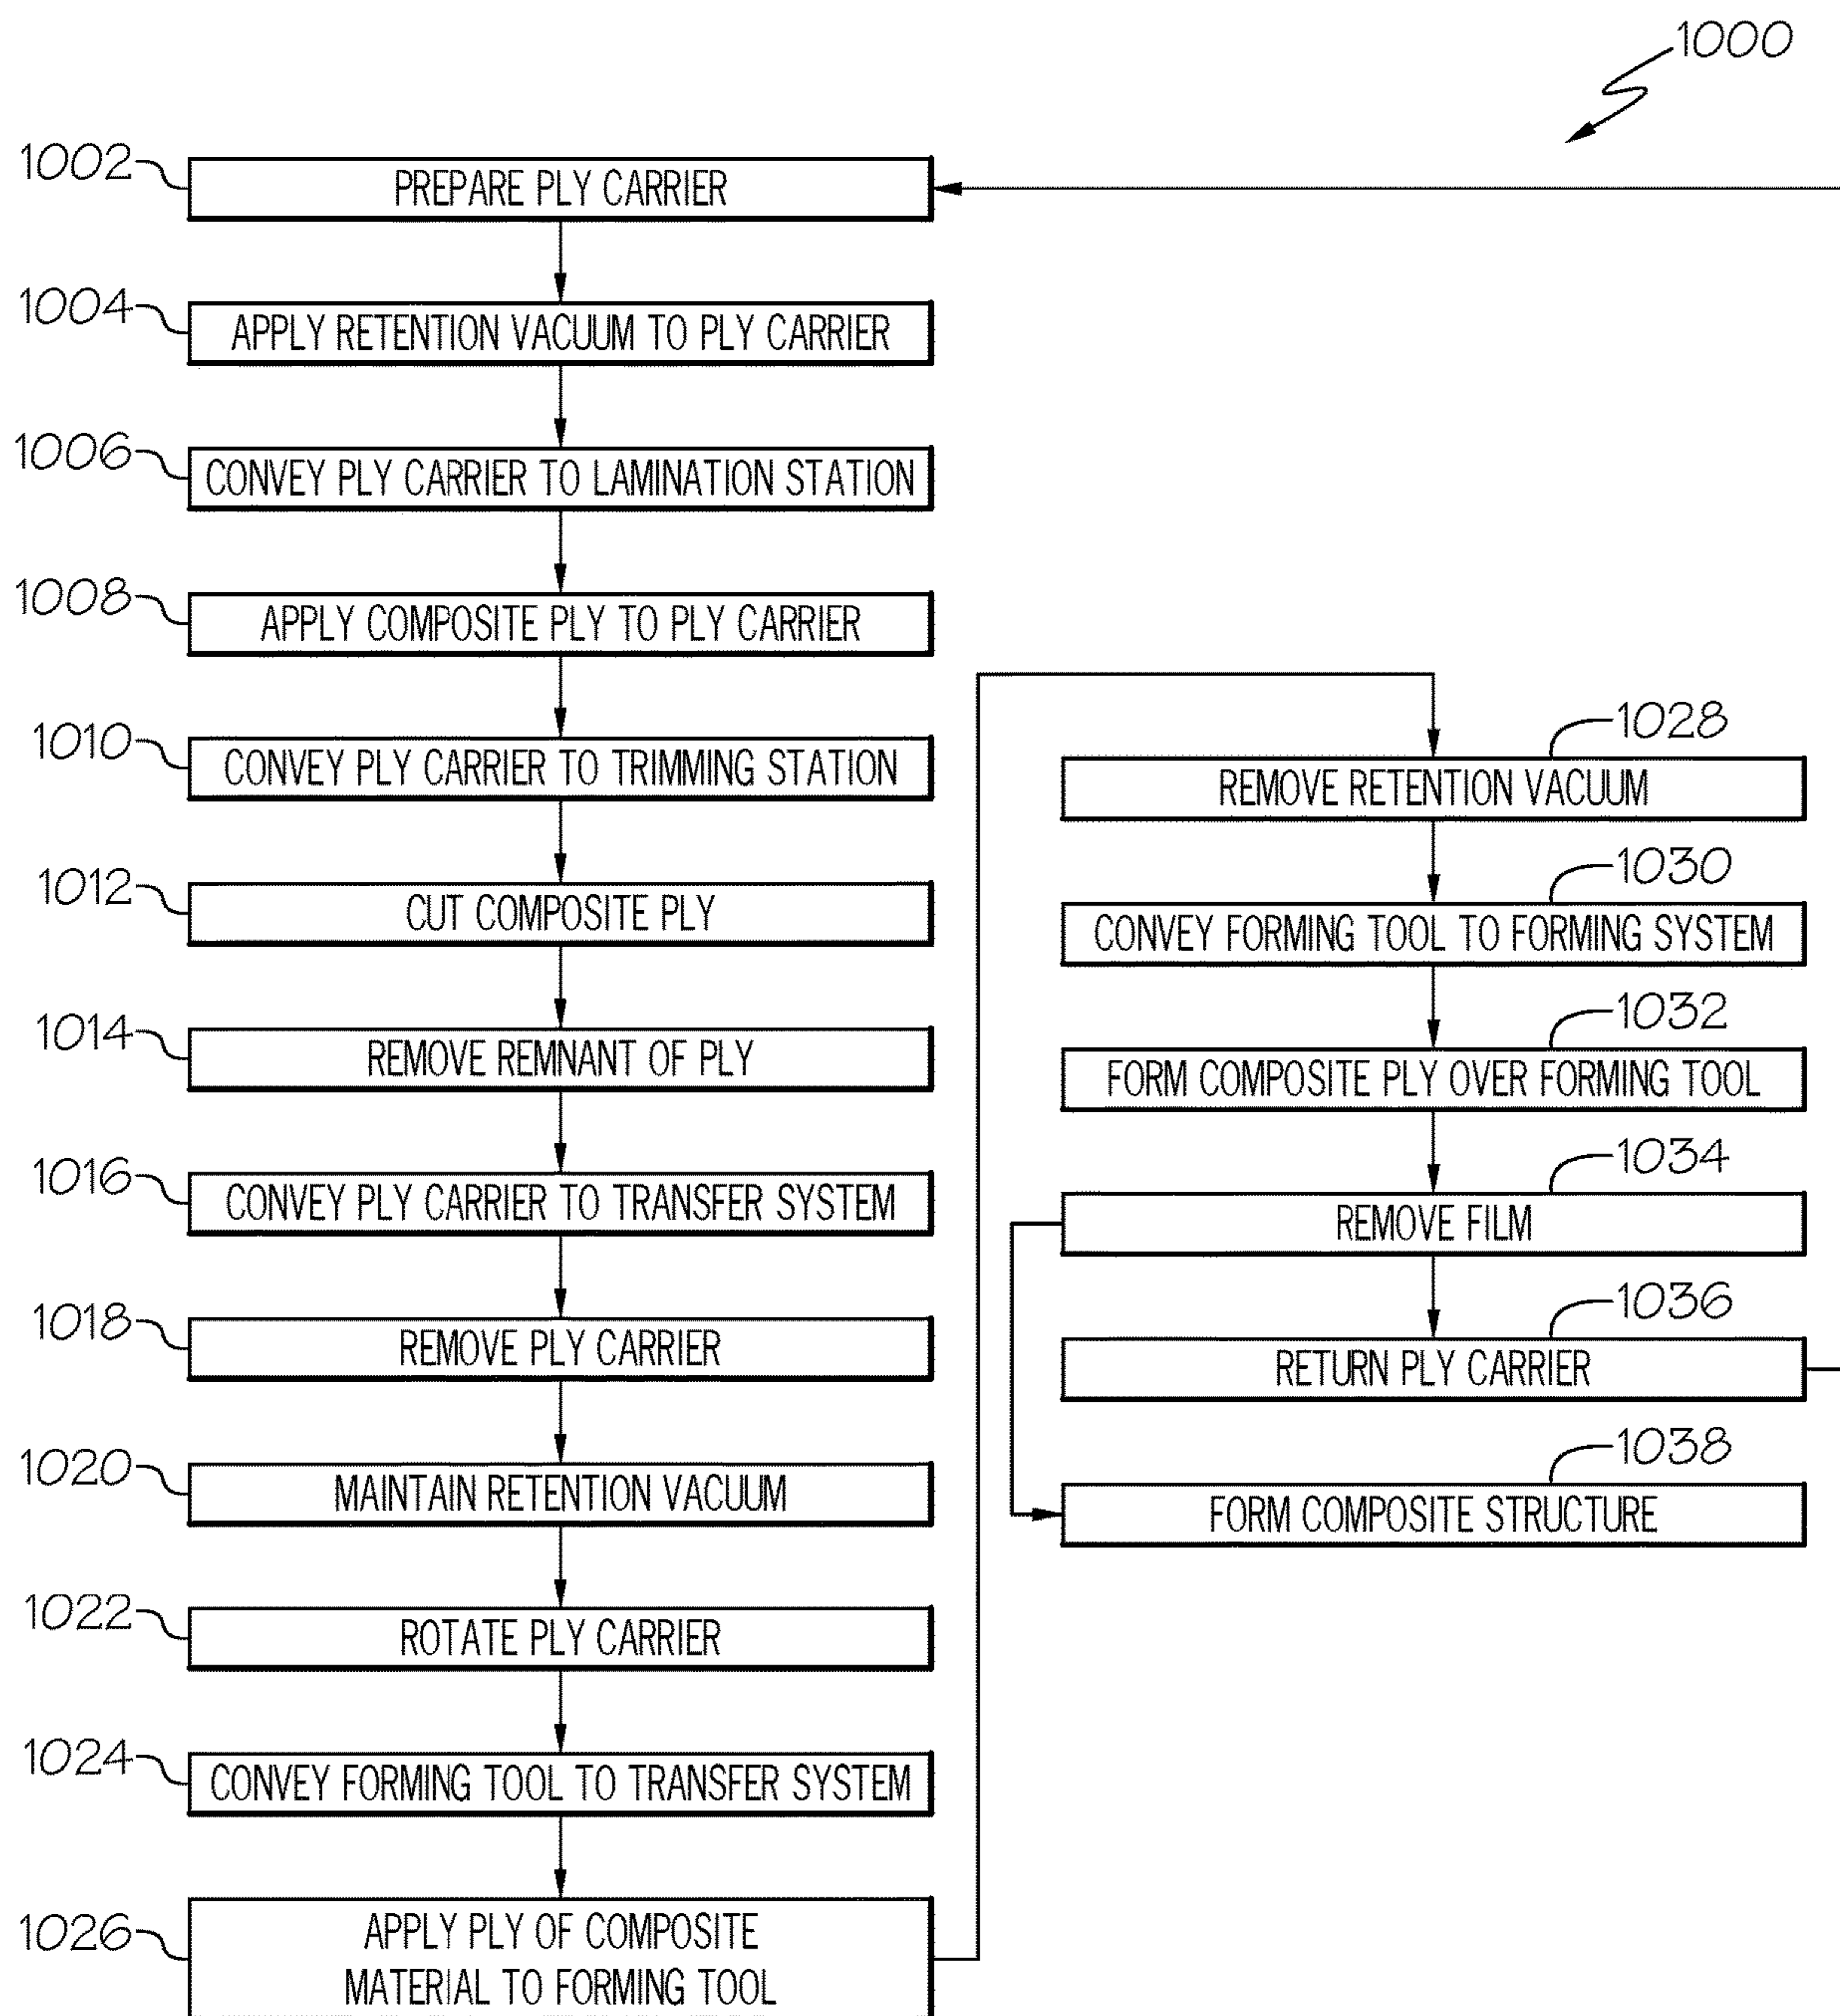 1000
1002
PREPARE PLY CARRIER
1004
APPLY RETENTION VACUUM TO PLY CARRIER
1006
CONVEY PLY CARRIER TO LAMINATION STATION
1008
APPLY COMPOSITE PLY TO PLY CARRIER
1010
CONVEY PLY CARRIER TO TRIMMING STATION
1012
CUT COMPOSITE PLY
1014
REMOVE REMNANT OF PLY
1016
CONVEY PLY CARRIER TO TRANSFER SYSTEM
1018
REMOVE PLY CARRIER
1020
MAINTAIN RETENTION VACUUM
1022
ROTATE PLY CARRIER
1024
CONVEY FORMING TOOL TO TRANSFER SYSTEM
1026
APPLY PLY OF COMPOSITE
MATERIAL TO FORMING TOOL
1028
REMOVE RETENTION VACUUM
1030
CONVEY FORMING TOOL TO FORMING SYSTEM
1032
FORM COMPOSITE PLY OVER FORMING TOOL
1034
REMOVE FILM
1036
RETURN PLY CARRIER
1038
FORM COMPOSITE STRUCTURE